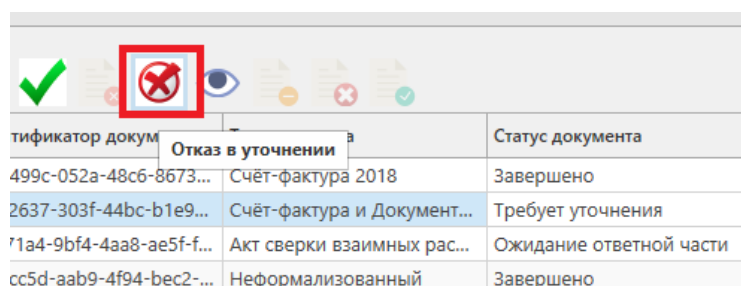 тификатор докум
Отказ в уточнении
Статус документа
499c-052a-48c6-8673... Счёт-фактура 2018 Завершено
2637-303f-44bc-b1e9... Счёт-фактура и Документ... Требует уточнения
71a4-9bf4-4aa8-ae5f-f... Акт сверки взаимных рас... Ожидание ответной части
cc5d-aab9-4f94-bec2-... Неформализованный Завершено